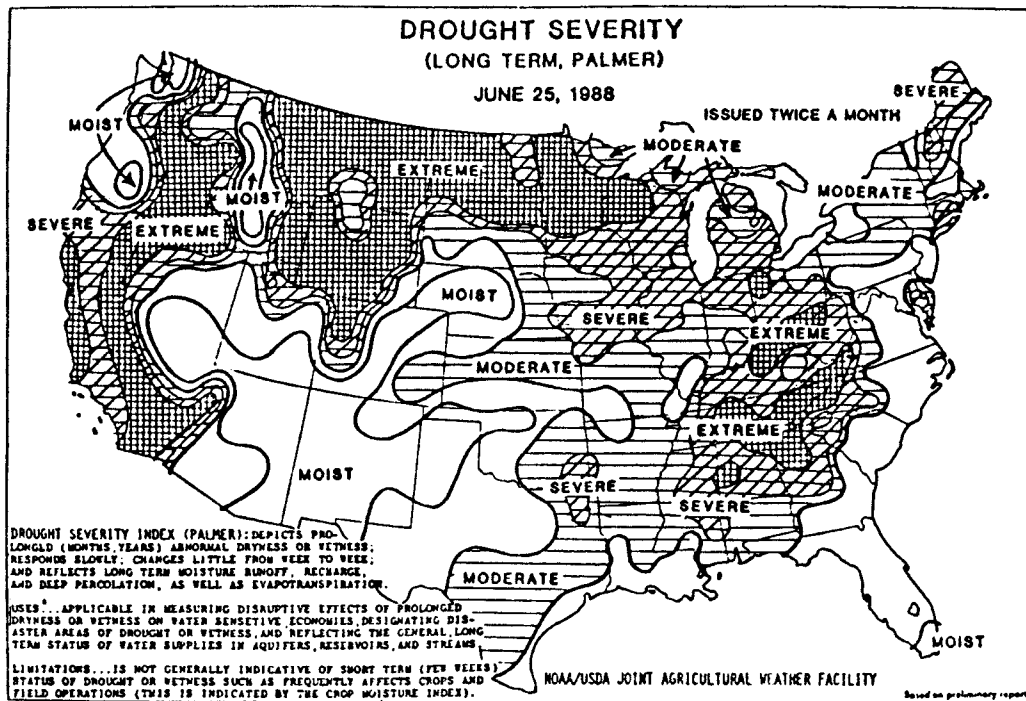 DROUGHT SEVERITY
(LONG TERM, PALMER)
JUNE 25, 1988
ISSUED TWICE A MONTH
SEVERE
MOIST
MODERATE
EXTREME
MODERATE
MOIST
SEVERE
EXTREME
MOIST
SEVERE
EXTREME
MODERATE
EXTREME
MOIST
SEVERE
SEVERE
MODERATE
MOIST
DROUGHT SEVERITY INDEX (PALMER): DEPICTS PRO-
LONGLD (MONTHS, YEARS) ABNORMAL DRYNESS OR WETNESS;
RESPONDS SLOWLY; CHANGES LITTLE FROM WEEK TO WEEK;
AND REFLECTS LONG TERM MOISTURE RUNOFF, RECHARGE,
AND DEEP PERCOLATION, AS WELL AS EVAPOTRANSPIRATION.
USES...APPLICABLE IN MEASURING DISRUPTIVE EFFECTS OF PROLONGED
DRYNESS OR WETNESS ON WATER SENSETIVE ECONOMIES, DESIGNATING DIS-
ASTER AREAS OF DROUGHT OR WETNESS, AND REFLECTING THE GENERAL, LONG
TERM STATUS OF WATER SUPPLIES IN AQUIFERS, RESERVOIRS, AND STREAMS
LIMITATIONS...IS NOT GENERALLY INDICATIVE OF SHORT TERM (FEW WEEKS)
STATUS OF DROUGHT OR WETNESS SUCH AS FREQUENTLY AFFECTS CROPS AND
FIELD OPERATIONS (THIS IS INDICATED BY THE CROP MOISTURE INDEX).
NOAA/USDA JOINT AGRICULTURAL WEATHER FACILITY
Based on preliminary report